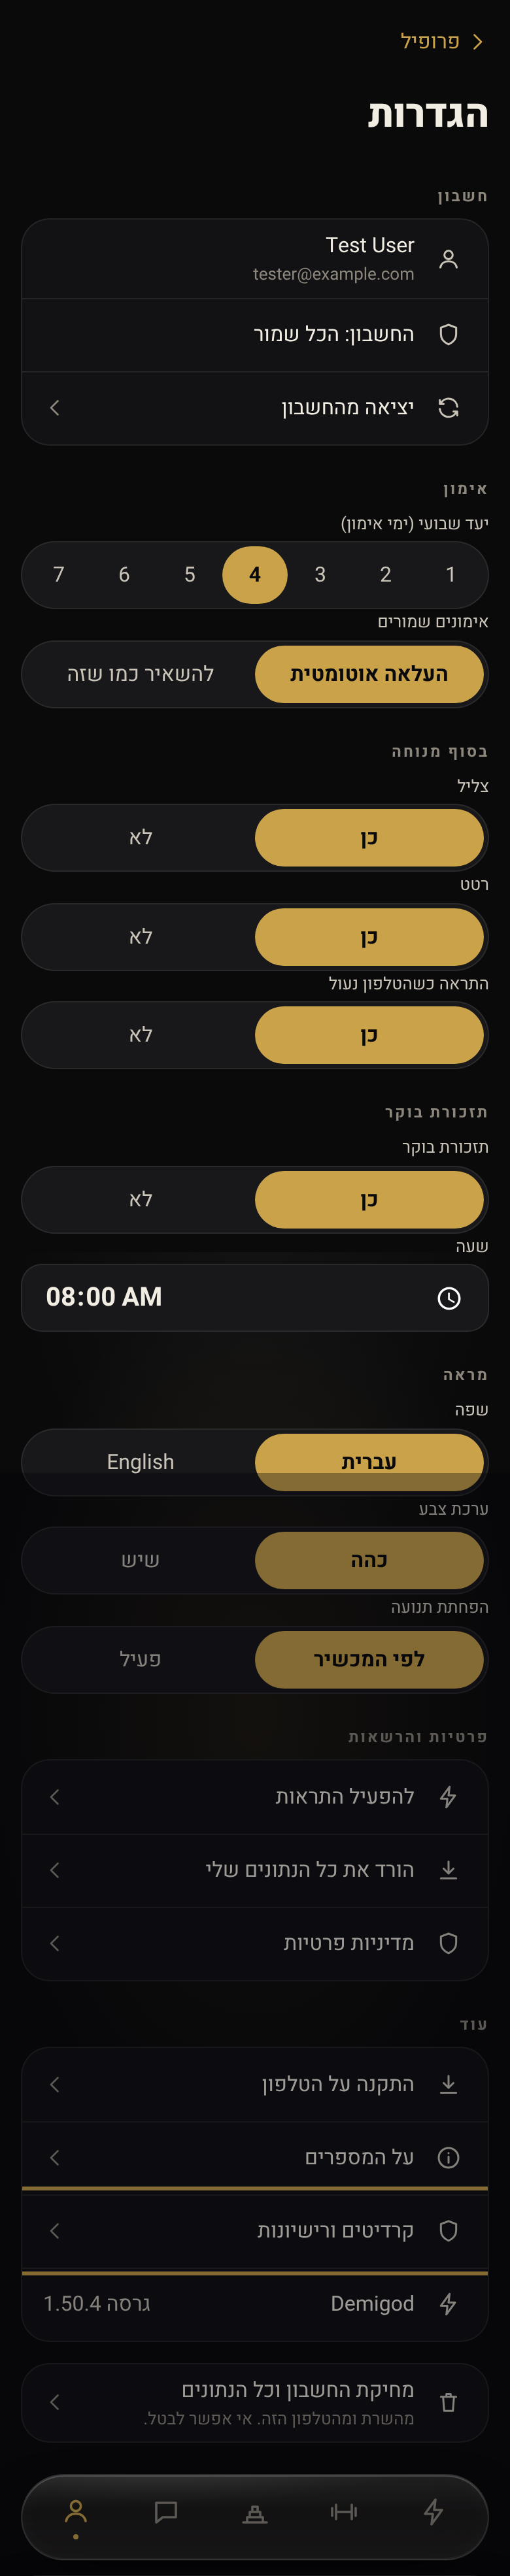 פרופיל
הגדרות
חשבון
Test User
tester@example.com
החשבון: הכל שמור
יציאה מהחשבון
אימון
יעד שבועי (ימי אימון)
1 2 3 4 5 6 7
אימונים שמורים
העלאה אוטומטית להשאיר כמו שזה
בסוף מנוחה
צליל
כן לא
רטט
כן לא
התראה כשהטלפון נעול
כן לא
תזכורת בוקר
תזכורת בוקר
כן לא
שעה
08:00 AM
מראה
שפה
עברית English
ערכת צבע
כהה שיש
הפחתת תנועה
לפי המכשיר פעיל
פרטיות והרשאות
להפעיל התראות
הורד את כל הנתונים שלי
מדיניות פרטיות
עוד
התקנה על הטלפון
על המספרים
קרדיטים ורישיונות
Demigod גרסה 1.50.4
מחיקת החשבון וכל הנתונים
מהשרת ומהטלפון הזה. אי אפשר לבטל.